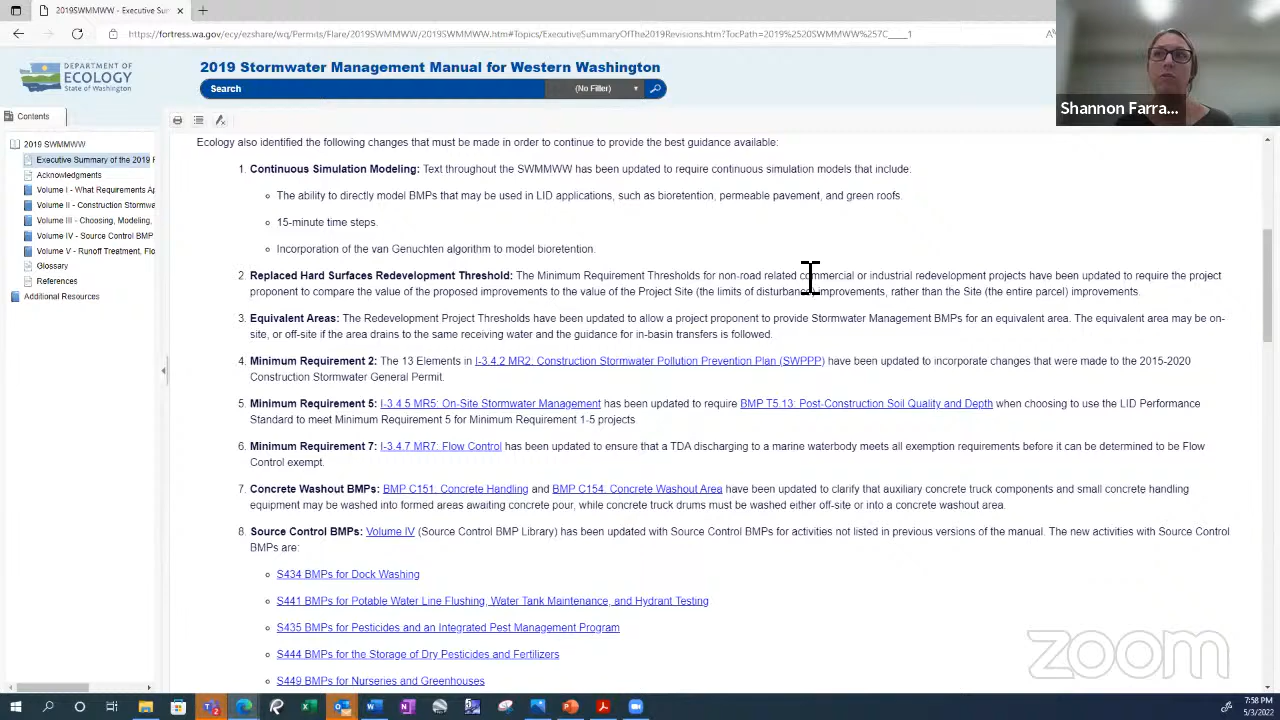 2019SWMMWW - Executive Sum
https://fortress.wa.gov/ecy/ezshare/wq/Permits/Flare/2019SWMMWW/2019SWMMWW.htm#Topics/ExecutiveSummaryOfThe2019Revisions.htm?TocPath=2019%2520SWMMWW%257C____1
DEPARTMENT OF
ECOLOGY
State of Washington
2019 Stormwater Management Manual for Western Washington
Search
(No Filter)
Shannon Farra...
Contents
2019 SWMMWW
Executive Summary of the 2019 R
Acknowledgments
Volume I - What Requirements Ap
Volume II - Construction Stormwa
Volume III - Choosing, Modeling,
Volume IV - Source Control BMP
Volume V - Runoff Treatment, Flo
Glossary
References
Additional Resources
Ecology also identified the following changes that must be made in order to continue to provide the best guidance available:
1. Continuous Simulation Modeling: Text throughout the SWMMWW has been updated to require continuous simulation models that include:
The ability to directly model BMPs that may be used in LID applications, such as bioretention, permeable pavement, and green roofs.
15-minute time steps.
Incorporation of the van Genuchten algorithm to model bioretention.
2. Replaced Hard Surfaces Redevelopment Threshold: The Minimum Requirement Thresholds for non-road related commercial or industrial redevelopment projects have been updated to require the project
proponent to compare the value of the proposed improvements to the value of the Project Site (the limits of disturbance) improvements, rather than the Site (the entire parcel) improvements.
3. Equivalent Areas: The Redevelopment Project Thresholds have been updated to allow a project proponent to provide Stormwater Management BMPs for an equivalent area. The equivalent area may be on-
site, or off-site if the area drains to the same receiving water and the guidance for in-basin transfers is followed.
4. Minimum Requirement 2: The 13 Elements in I-3.4.2 MR2: Construction Stormwater Pollution Prevention Plan (SWPPP) have been updated to incorporate changes that were made to the 2015-2020
Construction Stormwater General Permit.
5. Minimum Requirement 5: I-3.4.5 MR5: On-Site Stormwater Management has been updated to require BMP T5.13: Post-Construction Soil Quality and Depth when choosing to use the LID Performance
Standard to meet Minimum Requirement 5 for Minimum Requirement 1-5 projects
6. Minimum Requirement 7: I-3.4.7 MR7: Flow Control has been updated to ensure that a TDA discharging to a marine waterbody meets all exemption requirements before it can be determined to be Flow
Control exempt.
7. Concrete Washout BMPs: BMP C151: Concrete Handling and BMP C154: Concrete Washout Area have been updated to clarify that auxiliary concrete truck components and small concrete handling
equipment may be washed into formed areas awaiting concrete pour, while concrete truck drums must be washed either off-site or into a concrete washout area.
8. Source Control BMPs: Volume IV (Source Control BMP Library) has been updated with Source Control BMPs for activities not listed in previous versions of the manual. The new activities with Source Control
BMPs are:
S434 BMPs for Dock Washing
S441 BMPs for Potable Water Line Flushing, Water Tank Maintenance, and Hydrant Testing
S435 BMPs for Pesticides and an Integrated Pest Management Program
S444 BMPs for the Storage of Dry Pesticides and Fertilizers
S449 BMPs for Nurseries and Greenhouses
zoom
7:58 PM
5/3/2022